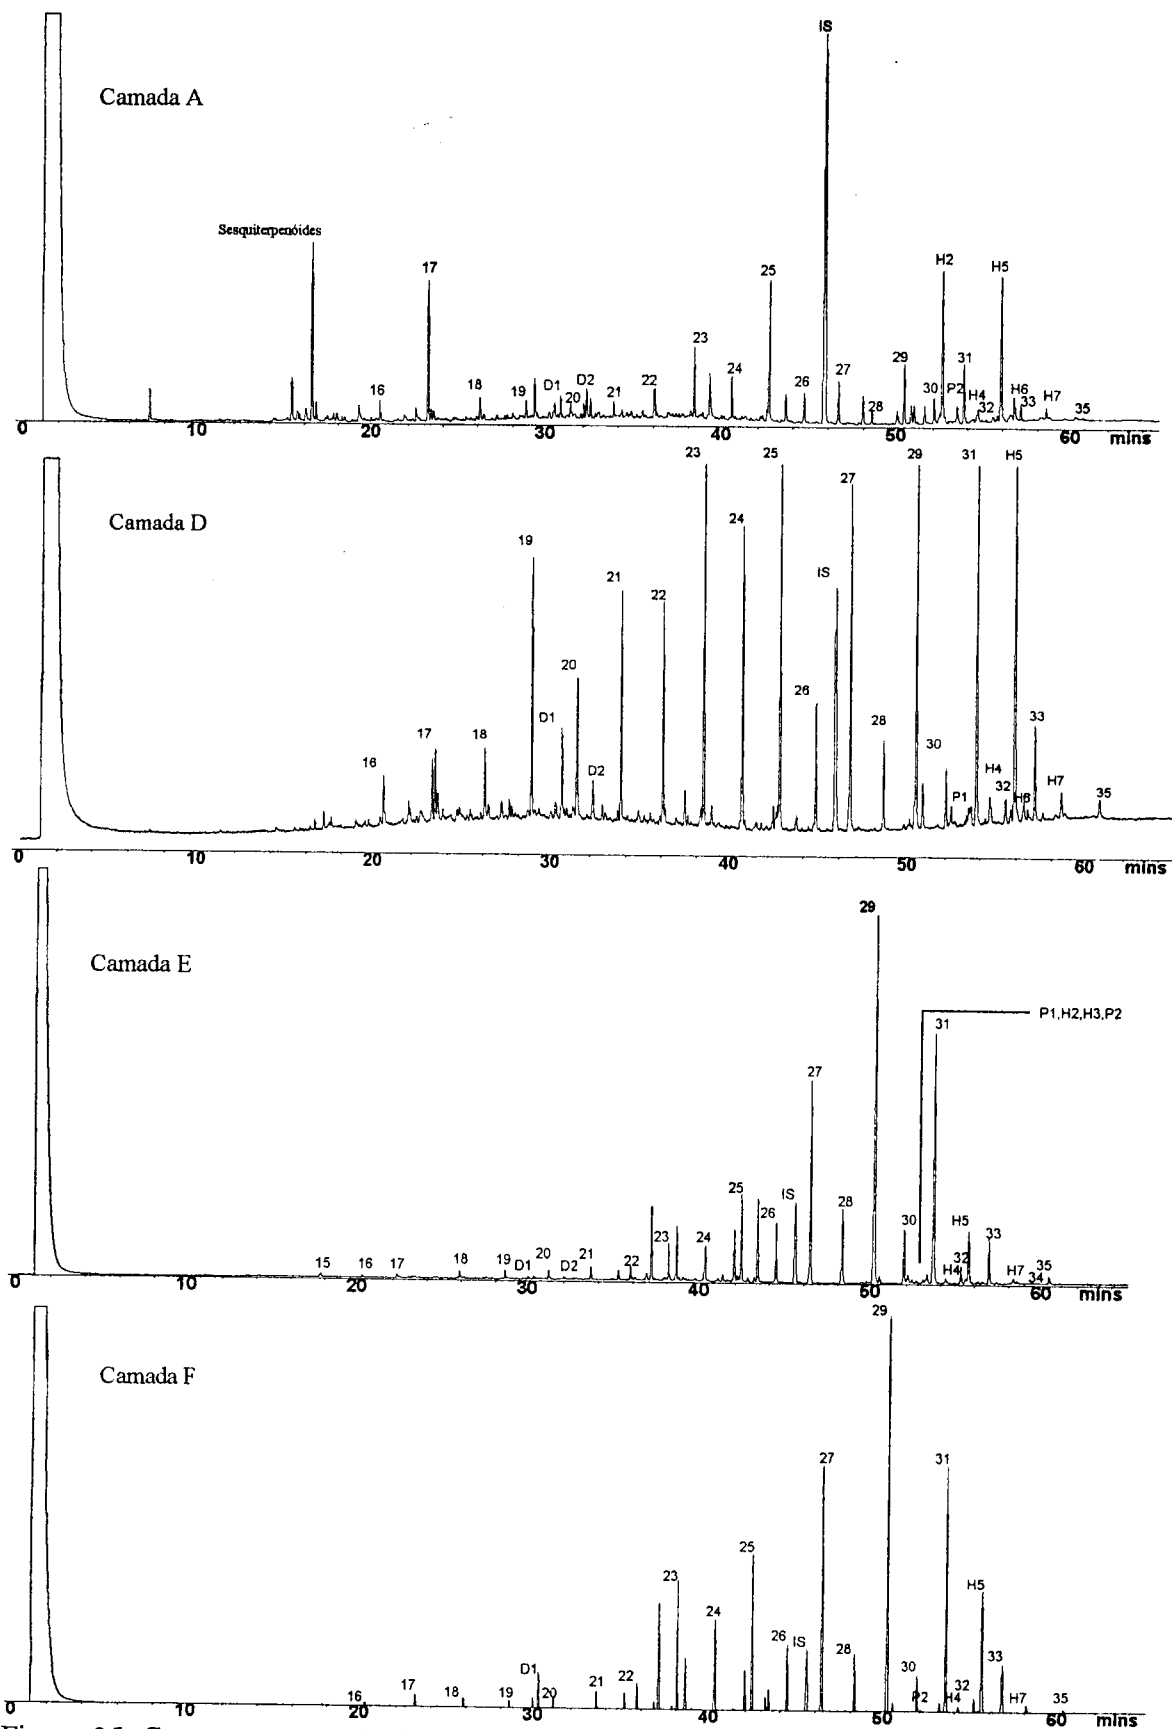 IS
Camada A
Sesquiterpenóides
17
25
H2
H5
23
24
22
16
18
19
D1
20
D2
21
26
27
28
29
30
P2
31
H4
32
H6
33
H7
35
0 10 20 30 40 50 60 mins
Camada D
23
25
29
31
H5
27
24
19
IS
21
22
20
D1
26
28
33
17
18
16
D2
30
P1
H4
32
H6
H7
35
0 10 20 30 40 50 60 mins
Camada E
29
P1,H2,H3,P2
31
27
25
IS
26
28
30
H5
33
23
24
15
16
17
18
19
D1
20
D2
21
22
H4
32
H7
34
35
0 10 20 30 40 50 60 mins
Camada F
29
27
31
25
23
24
H5
26
IS
28
30
33
D1
16
17
18
19
20
21
22
P2
H4
32
H7
35
0 10 20 30 40 50 60 mins